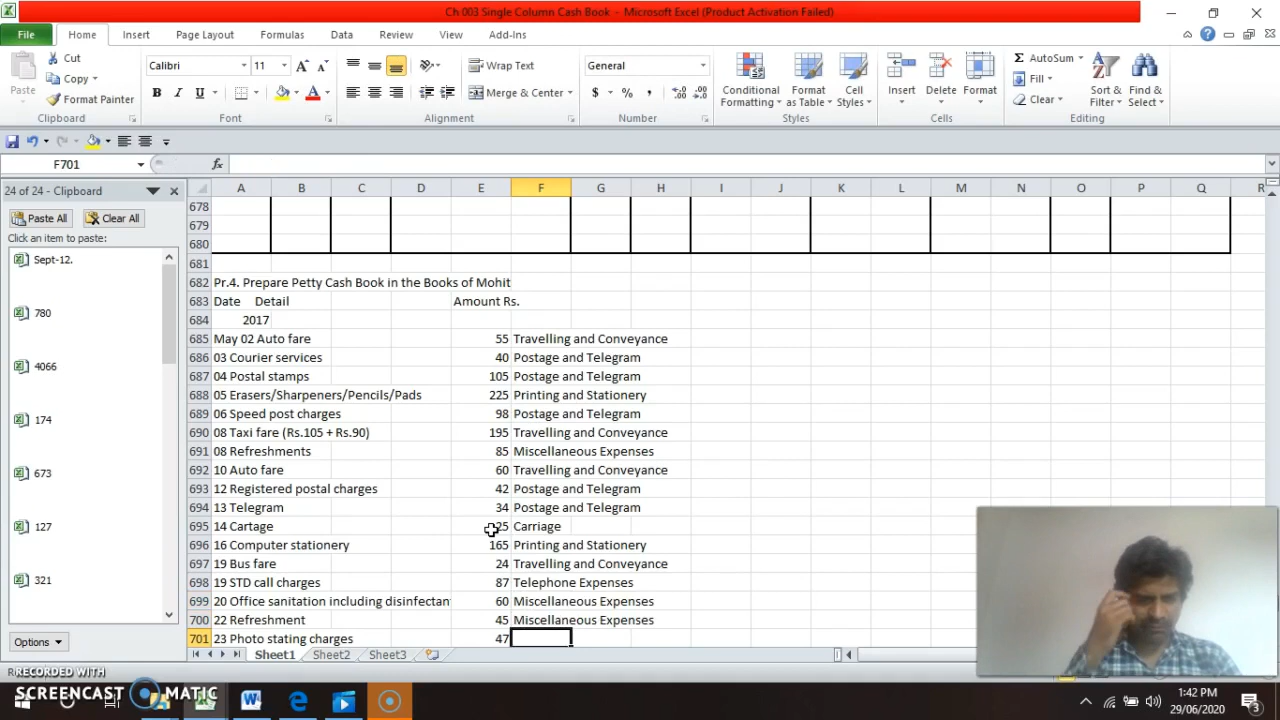 Ch 003 Single Column Cash Book - Microsoft Excel (Product Activation Failed)
File Home Insert Page Layout Formulas Data Review View Add-Ins
Cut
Copy
Format Painter
Paste
Clipboard
Calibri 11
B I U
Font
Wrap Text
Merge & Center
Alignment
General
$ % ,
Number
Conditional Formatting
Format as Table
Cell Styles
Styles
Insert Delete Format
Cells
AutoSum
Fill
Clear
Sort & Filter
Find & Select
Editing
F701 fx
24 of 24 - Clipboard
Paste All Clear All
Click an item to paste:
Sept-12.
780
4066
174
673
127
321
Options
A B C D E F G H I J K L M N O P Q R
678
679
680
681
682 Pr.4. Prepare Petty Cash Book in the Books of Mohit
683 Date Detail Amount Rs.
684 2017
685 May 02 Auto fare 55 Travelling and Conveyance
686 03 Courier services 40 Postage and Telegram
687 04 Postal stamps 105 Postage and Telegram
688 05 Erasers/Sharpeners/Pencils/Pads 225 Printing and Stationery
689 06 Speed post charges 98 Postage and Telegram
690 08 Taxi fare (Rs.105 + Rs.90) 195 Travelling and Conveyance
691 08 Refreshments 85 Miscellaneous Expenses
692 10 Auto fare 60 Travelling and Conveyance
693 12 Registered postal charges 42 Postage and Telegram
694 13 Telegram 34 Postage and Telegram
695 14 Cartage 25 Carriage
696 16 Computer stationery 165 Printing and Stationery
697 19 Bus fare 24 Travelling and Conveyance
698 19 STD call charges 87 Telephone Expenses
699 20 Office sanitation including disinfectan 60 Miscellaneous Expenses
700 22 Refreshment 45 Miscellaneous Expenses
701 23 Photo stating charges 47
Sheet1 Sheet2 Sheet3
RECORDED WITH
SCREENCAST MATIC
1:42 PM
29/06/2020
3